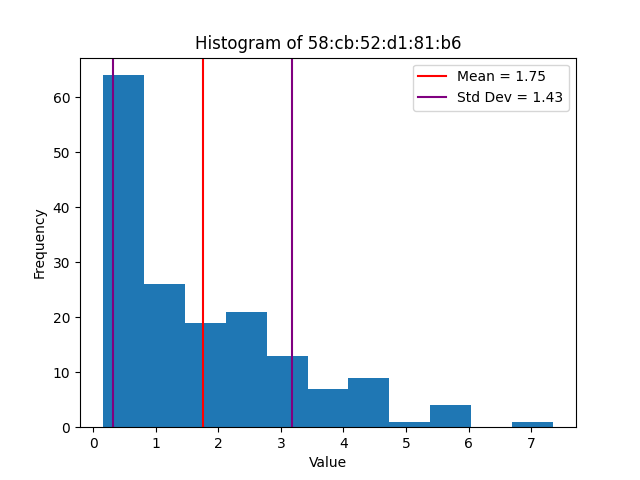 Histogram of 58:cb:52:d1:81:b6
Mean = 1.75
Std Dev = 1.43
Frequency
60
50
40
30
20
10
0
0 1 2 3 4 5 6 7
Value